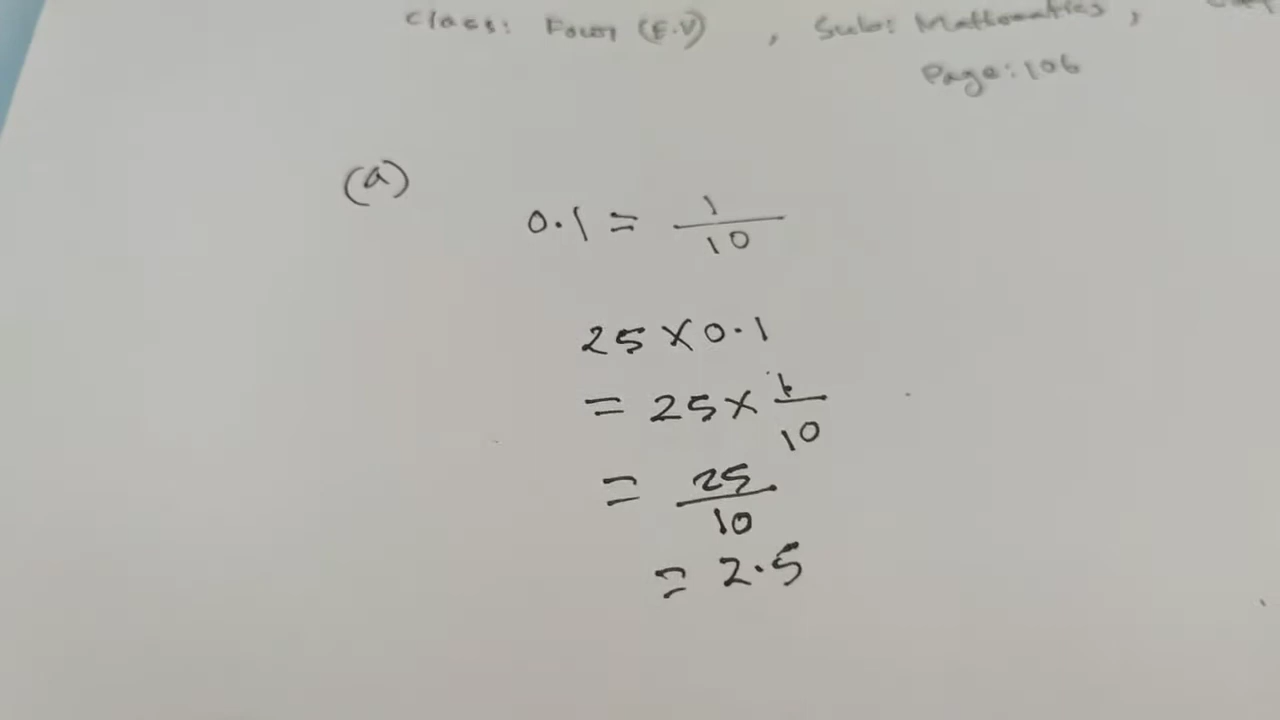 Class: Four (E.V) , Sub: Mathematics ,
Page: 106
(a)
0.1 = 1/10
25 × 0.1
= 25 × 1/10
= 25/10
= 2.5